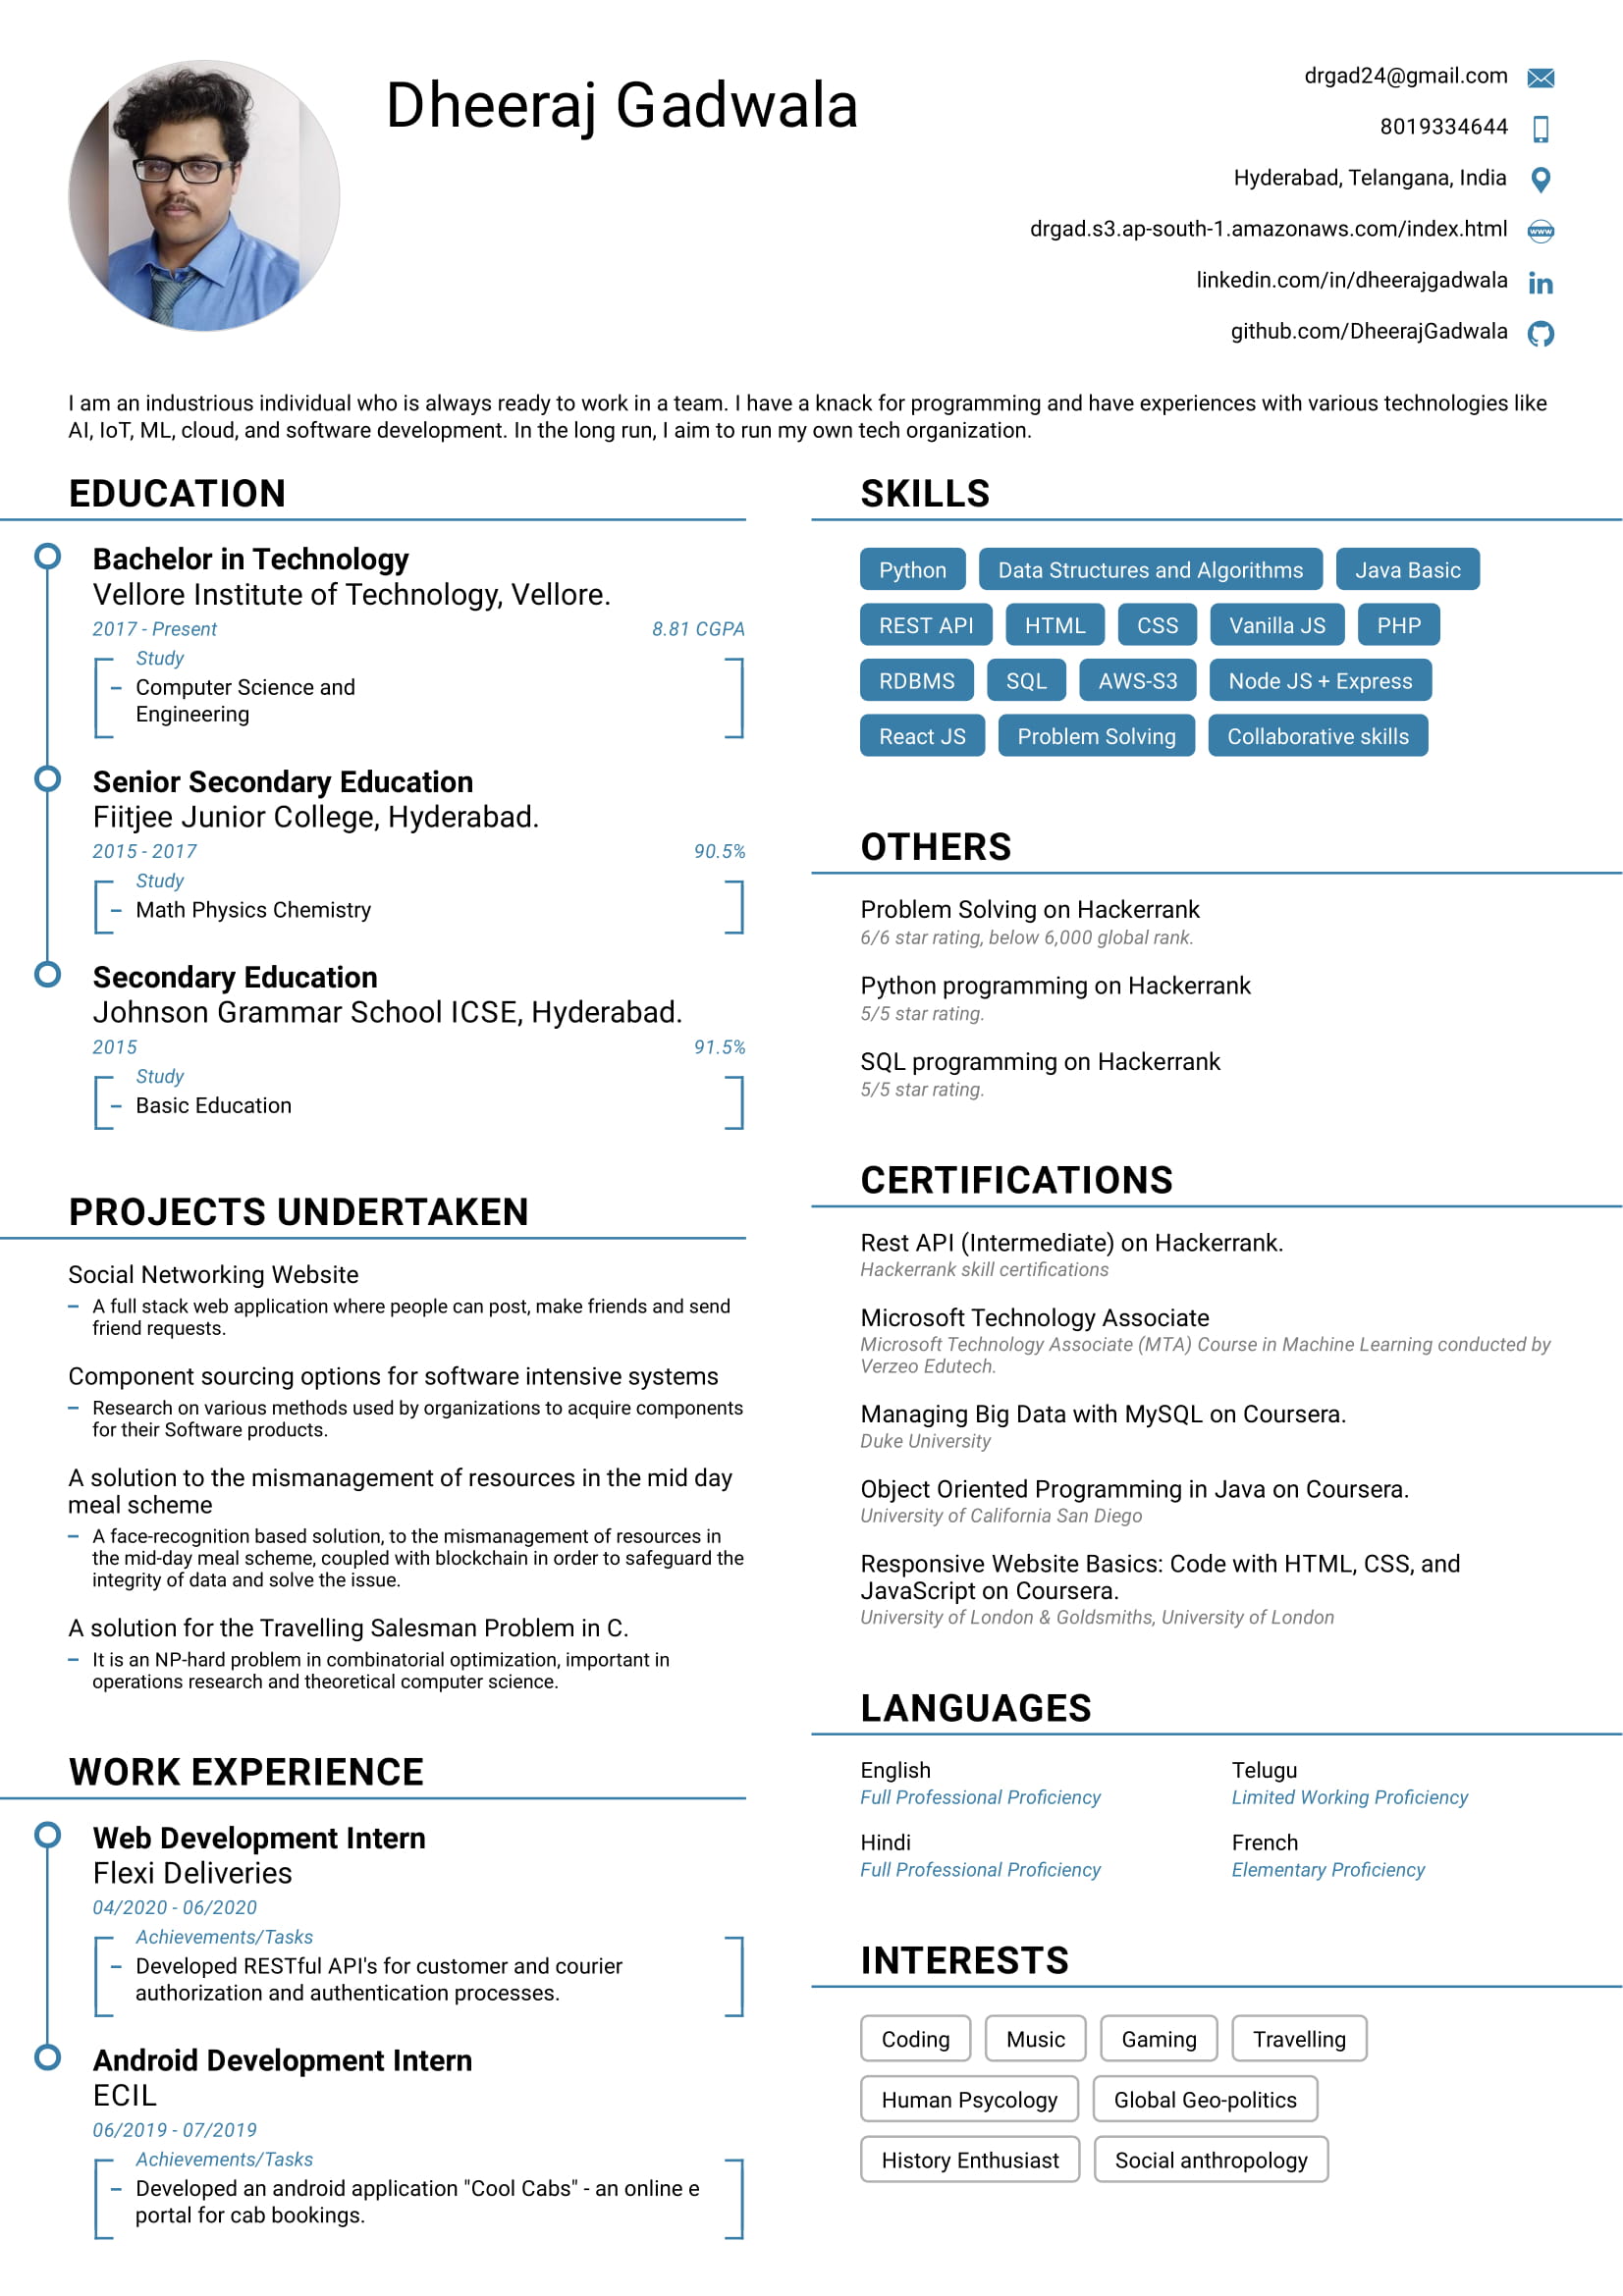 Dheeraj Gadwala
drgad24@gmail.com
8019334644
Hyderabad, Telangana, India
drgad.s3.ap-south-1.amazonaws.com/index.html
linkedin.com/in/dheerajgadwala
github.com/DheerajGadwala
I am an industrious individual who is always ready to work in a team. I have a knack for programming and have experiences with various technologies like
AI, IoT, ML, cloud, and software development. In the long run, I aim to run my own tech organization.
EDUCATION
Bachelor in Technology
Vellore Institute of Technology, Vellore.
2017 - Present 8.81 CGPA
Study
– Computer Science and
Engineering
Senior Secondary Education
Fiitjee Junior College, Hyderabad.
2015 - 2017 90.5%
Study
– Math Physics Chemistry
Secondary Education
Johnson Grammar School ICSE, Hyderabad.
2015 91.5%
Study
– Basic Education
PROJECTS UNDERTAKEN
Social Networking Website
– A full stack web application where people can post, make friends and send
friend requests.
Component sourcing options for software intensive systems
– Research on various methods used by organizations to acquire components
for their Software products.
A solution to the mismanagement of resources in the mid day
meal scheme
– A face-recognition based solution, to the mismanagement of resources in
the mid-day meal scheme, coupled with blockchain in order to safeguard the
integrity of data and solve the issue.
A solution for the Travelling Salesman Problem in C.
– It is an NP-hard problem in combinatorial optimization, important in
operations research and theoretical computer science.
WORK EXPERIENCE
Web Development Intern
Flexi Deliveries
04/2020 - 06/2020
Achievements/Tasks
– Developed RESTful API's for customer and courier
authorization and authentication processes.
Android Development Intern
ECIL
06/2019 - 07/2019
Achievements/Tasks
– Developed an android application "Cool Cabs" - an online e
portal for cab bookings.
SKILLS
Python Data Structures and Algorithms Java Basic
REST API HTML CSS Vanilla JS PHP
RDBMS SQL AWS-S3 Node JS + Express
React JS Problem Solving Collaborative skills
OTHERS
Problem Solving on Hackerrank
6/6 star rating, below 6,000 global rank.
Python programming on Hackerrank
5/5 star rating.
SQL programming on Hackerrank
5/5 star rating.
CERTIFICATIONS
Rest API (Intermediate) on Hackerrank.
Hackerrank skill certifications
Microsoft Technology Associate
Microsoft Technology Associate (MTA) Course in Machine Learning conducted by
Verzeo Edutech.
Managing Big Data with MySQL on Coursera.
Duke University
Object Oriented Programming in Java on Coursera.
University of California San Diego
Responsive Website Basics: Code with HTML, CSS, and
JavaScript on Coursera.
University of London & Goldsmiths, University of London
LANGUAGES
English
Full Professional Proficiency
Telugu
Limited Working Proficiency
Hindi
Full Professional Proficiency
French
Elementary Proficiency
INTERESTS
Coding Music Gaming Travelling
Human Psycology Global Geo-politics
History Enthusiast Social anthropology